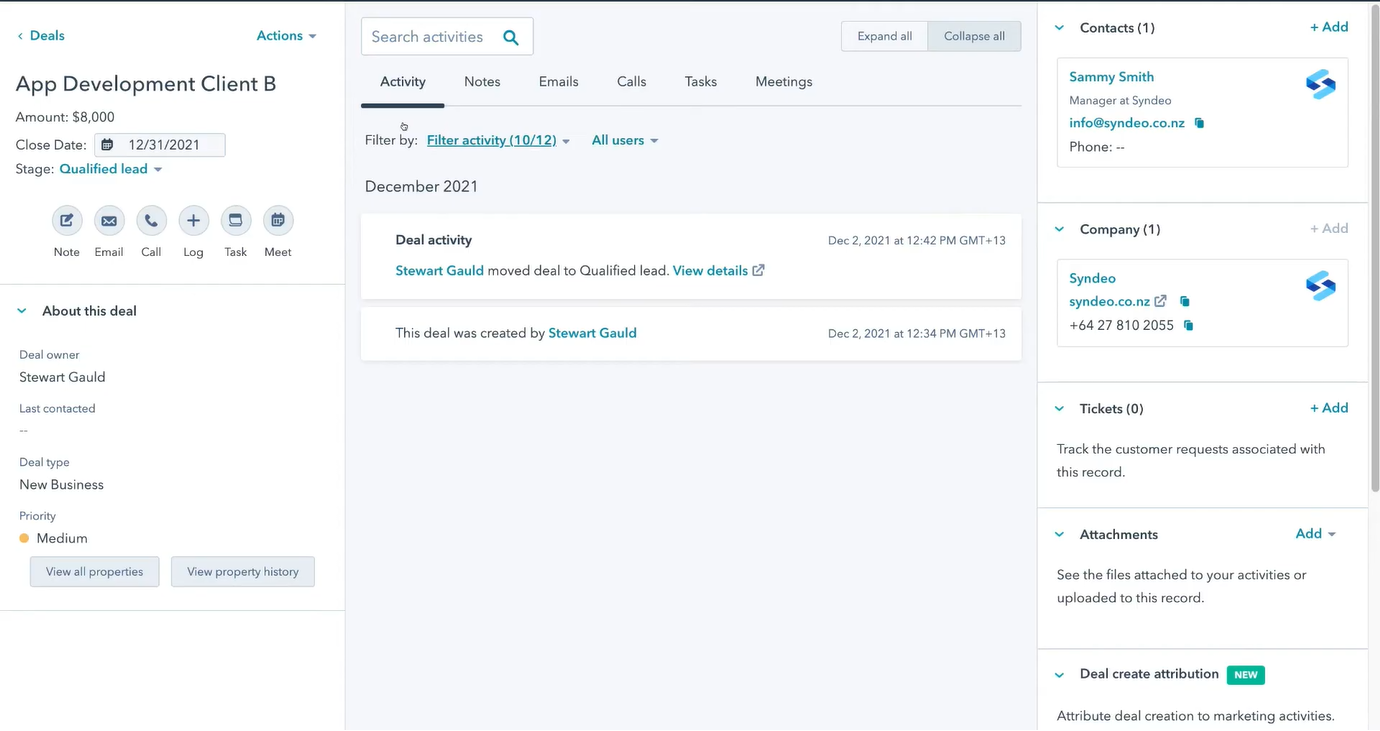 Deals
Actions
App Development Client B
Amount: $8,000
Close Date: 12/31/2021
Stage: Qualified lead
Note Email Call Log Task Meet
About this deal
Deal owner
Stewart Gauld
Last contacted
--
Deal type
New Business
Priority
Medium
View all properties View property history
Search activities
Expand all Collapse all
Activity Notes Emails Calls Tasks Meetings
Filter by: Filter activity (10/12) All users
December 2021
Deal activity Dec 2, 2021 at 12:42 PM GMT+13
Stewart Gauld moved deal to Qualified lead. View details
This deal was created by Stewart Gauld Dec 2, 2021 at 12:34 PM GMT+13
Contacts (1) + Add
Sammy Smith
Manager at Syndeo
info@syndeo.co.nz
Phone: --
Company (1) + Add
Syndeo
syndeo.co.nz
+64 27 810 2055
Tickets (0) + Add
Track the customer requests associated with
this record.
Attachments Add
See the files attached to your activities or
uploaded to this record.
Deal create attribution NEW
Attribute deal creation to marketing activities.